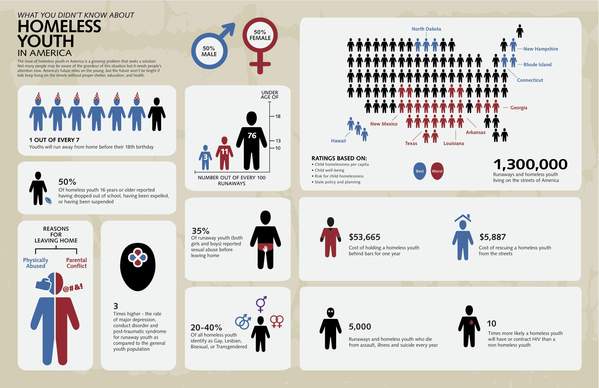 WHAT YOU DIDN'T KNOW ABOUT
HOMELESS
YOUTH
IN AMERICA
The issue of homeless youth in America is a growing problem that seeks a solution.
Not many people may be aware of the grandeur of this situation but it needs people's
attention now. America's future relies on the young, but the future won't be bright if
kids keep living on the streets without proper shelter, education, and health.
50%
MALE
50%
FEMALE
1 OUT OF EVERY 7
Youths will run away from home before their 18th birthday
UNDER
AGE OF
18
13
10
3
11
76
NUMBER OUT OF EVERY 100
RUNAWAYS
North Dakota
New Hampshire
Rhode Island
Connecticut
Georgia
Arkansas
Louisiana
Texas
New Mexico
Hawaii
RATINGS BASED ON:
• Child homelessness per capita
• Child well-being
• Risk for child homelessness
• State policy and planning
Best
Worst
1,300,000
Runaways and homeless youth
living on the streets of America
50%
Of homeless youth 16 years or older reported
having dropped out of school, having been expelled,
or having been suspended
REASONS
FOR
LEAVING HOME
Physically
Abused
Parental
Conflict
@#&!
3
Times higher - the rate
of major depression,
conduct disorder and
post-traumatic syndrome
for runaway youth as
compared to the general
youth population
35%
Of runaway youth (both
girls and boys) reported
sexual abuse before
leaving home
20-40%
Of all homeless youth
identify as Gay, Lesbian,
Bisexual, or Transgendered
$53,665
Cost of holding a homeless youth
behind bars for one year
$5,887
Cost of rescuing a homeless youth
from the streets
5,000
Runaways and homeless youth who die
from assault, illness and suicide every year
10
Times more likely a homeless youth
will have or contract HIV than a
non homeless youth